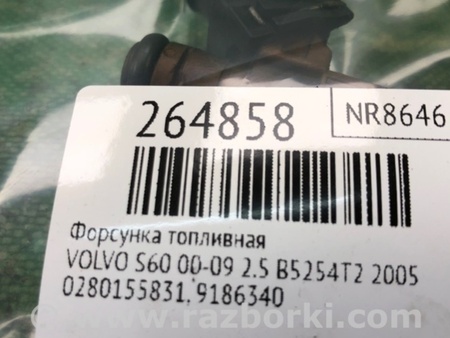 264858
NR8646
Форсунка топливная
VOLVO S60 00-09 2.5 B5254T2 2005
0280155831,9186340
www.razborki.com